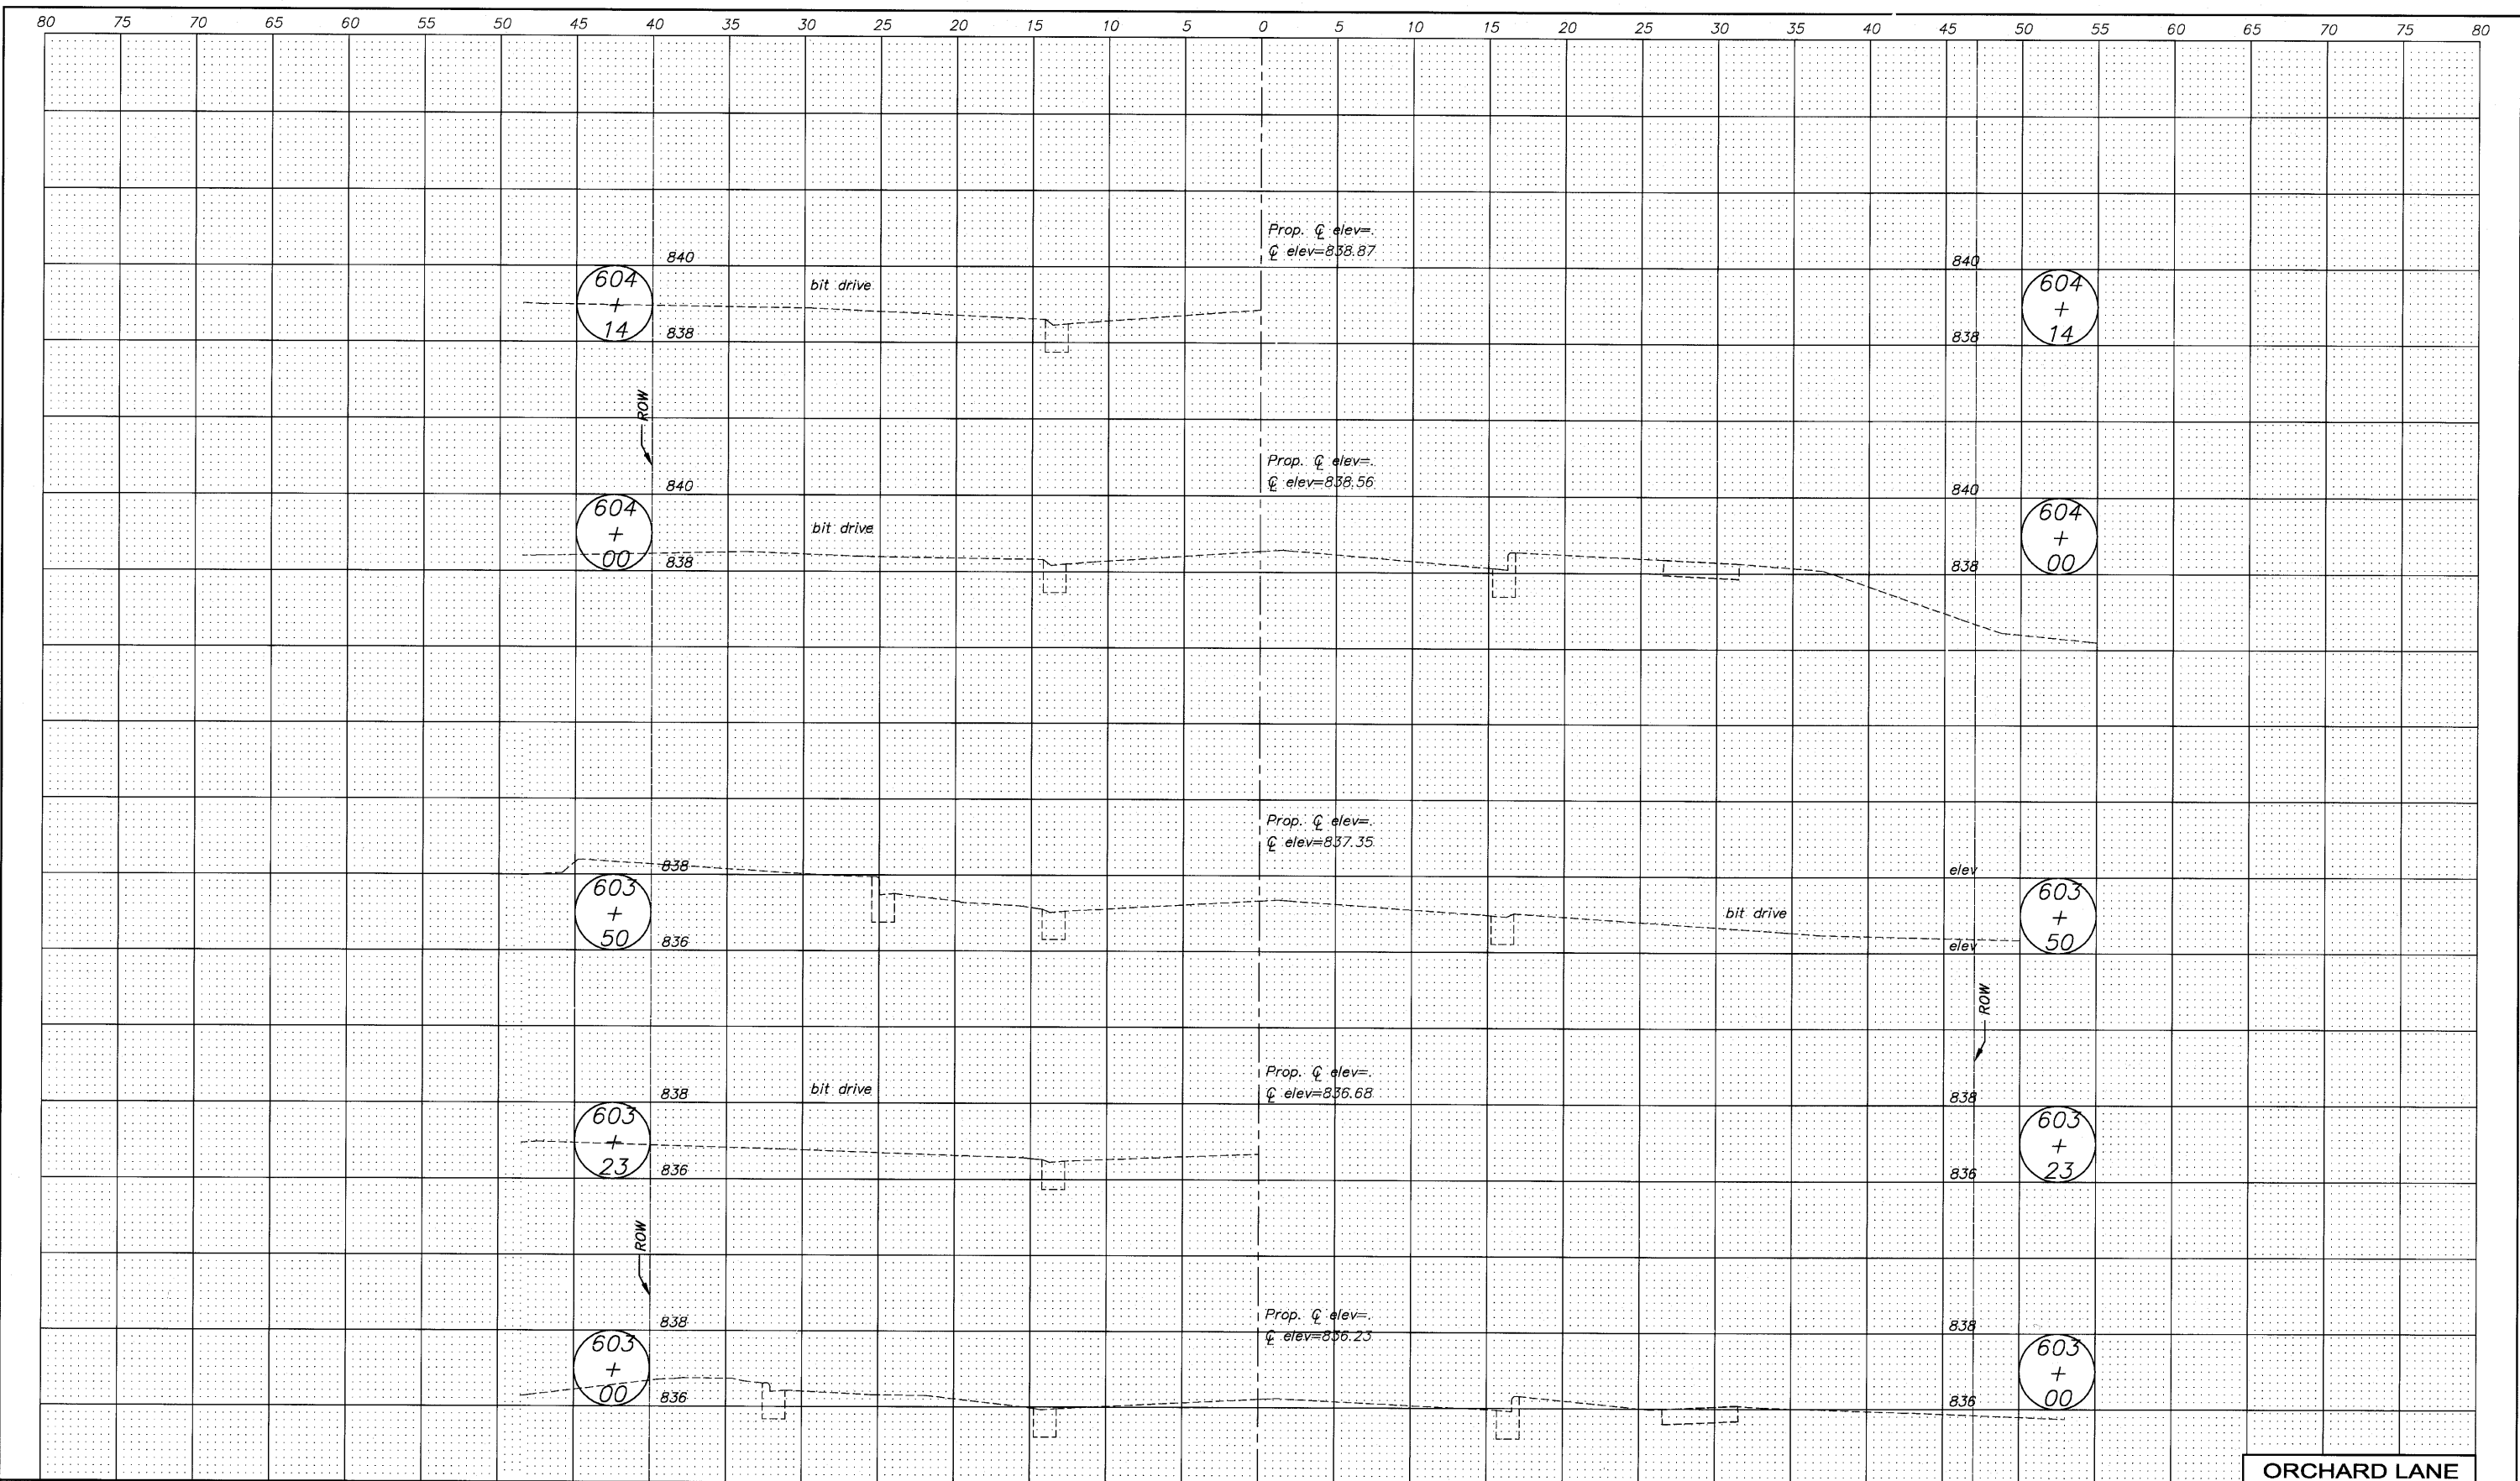 80 75 70 65 60 55 50 45 40 35 30 25 20 15 10 5 0 5 10 15 20 25 30 35 40 45 50 55 60 65 70 75 80
Prop. ℄ elev=.
℄ elev=838.87
840
840
604
+
14
bit drive
604
+
14
838
838
ROW
Prop. ℄ elev=.
℄ elev=838.56
840
840
604
+
00
bit drive
604
+
00
838
838
Prop. ℄ elev=.
℄ elev=837.35
838
elev
603
+
50
bit drive
603
+
50
836
elev
ROW
Prop. ℄ elev=.
℄ elev=836.68
838
bit drive
838
603
+
23
603
+
23
836
836
ROW
Prop. ℄ elev=.
℄ elev=836.23
838
838
603
+
00
603
+
00
836
836
ORCHARD LANE